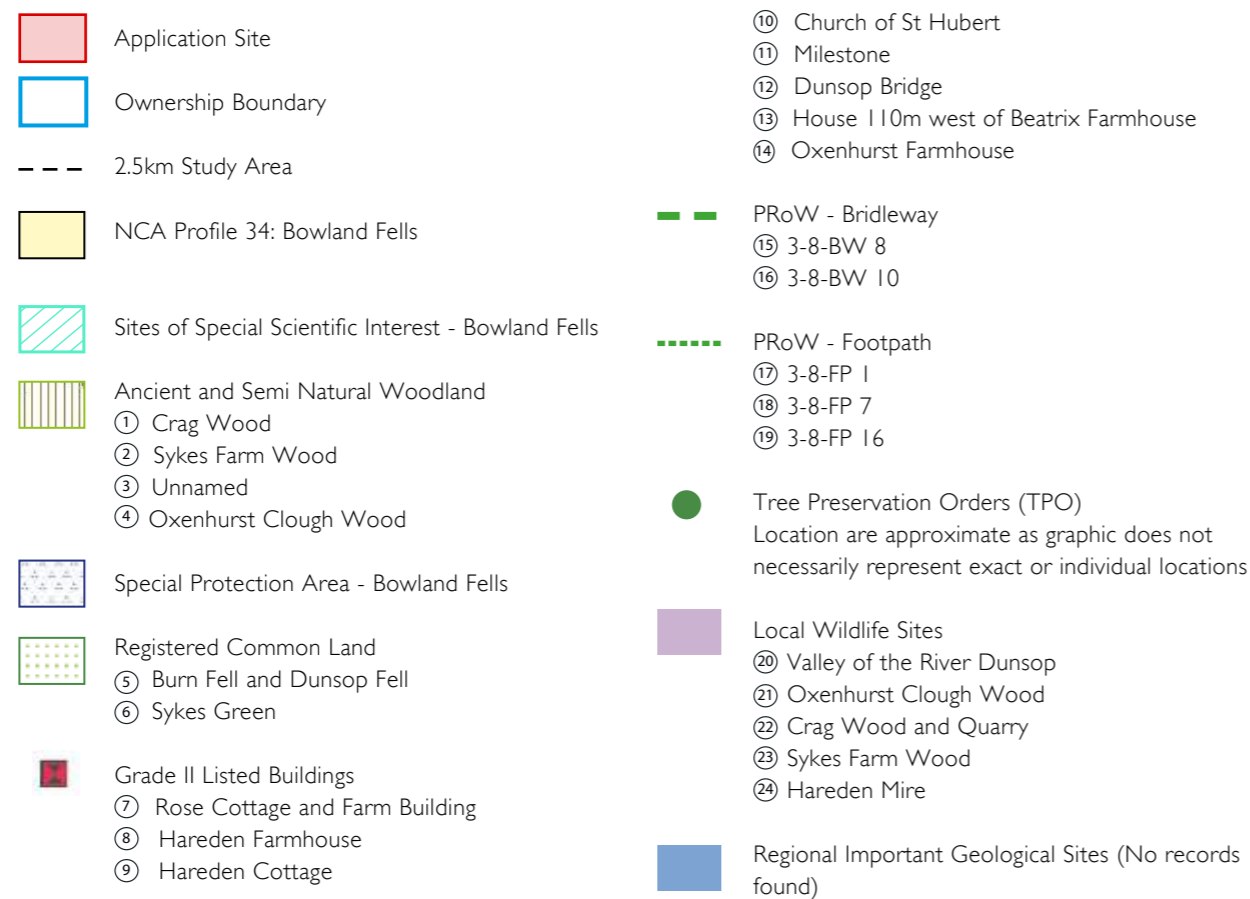 Application Site
Ownership Boundary
2.5km Study Area
NCA Profile 34: Bowland Fells
Sites of Special Scientific Interest - Bowland Fells
Ancient and Semi Natural Woodland
① Crag Wood
② Sykes Farm Wood
③ Unnamed
④ Oxenhurst Clough Wood
Special Protection Area - Bowland Fells
Registered Common Land
⑤ Burn Fell and Dunsop Fell
⑥ Sykes Green
Grade II Listed Buildings
⑦ Rose Cottage and Farm Building
⑧ Hareden Farmhouse
⑨ Hareden Cottage
⑩ Church of St Hubert
⑪ Milestone
⑫ Dunsop Bridge
⑬ House 110m west of Beatrix Farmhouse
⑭ Oxenhurst Farmhouse
PRoW - Bridleway
⑮ 3-8-BW 8
⑯ 3-8-BW 10
PRoW - Footpath
⑰ 3-8-FP 1
⑱ 3-8-FP 7
⑲ 3-8-FP 16
Tree Preservation Orders (TPO)
Location are approximate as graphic does not
necessarily represent exact or individual locations
Local Wildlife Sites
⑳ Valley of the River Dunsop
㉑ Oxenhurst Clough Wood
㉒ Crag Wood and Quarry
㉓ Sykes Farm Wood
㉔ Hareden Mire
Regional Important Geological Sites (No records
found)